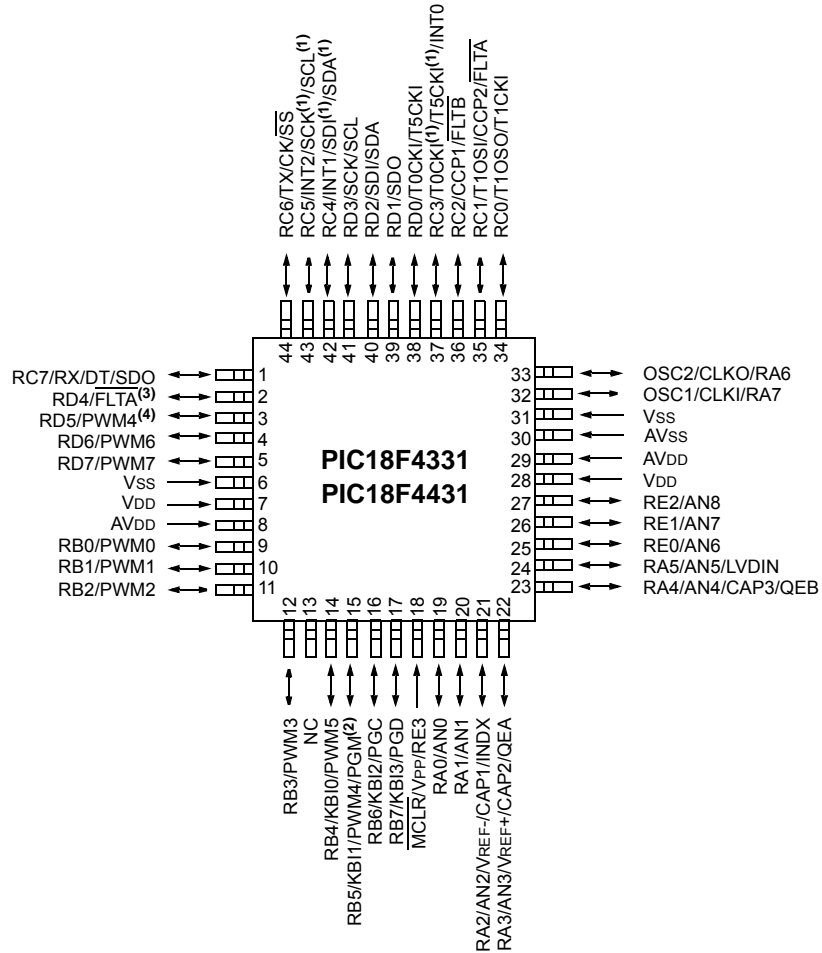 RC6/TX/CK/SS
RC5/INT2/SCK(1)/SCL(1)
RC4/INT1/SDI(1)/SDA(1)
RD3/SCK/SCL
RD2/SDI/SDA
RD1/SDO
RD0/T0CKI/T5CKI
RC3/T0CKI(1)/T5CKI(1)/INT0
RC2/CCP1/FLTB
RC1/T1OSI/CCP2/FLTA
RC0/T1OSO/T1CKI
44
43
42
41
40
39
38
37
36
35
34
RC7/RX/DT/SDO 1
RD4/FLTA(3) 2
RD5/PWM4(4) 3
RD6/PWM6 4
RD7/PWM7 5
VSS 6
VDD 7
AVDD 8
RB0/PWM0 9
RB1/PWM1 10
RB2/PWM2 11
PIC18F4331
PIC18F4431
33 OSC2/CLKO/RA6
32 OSC1/CLKI/RA7
31 VSS
30 AVSS
29 AVDD
28 VDD
27 RE2/AN8
26 RE1/AN7
25 RE0/AN6
24 RA5/AN5/LVDIN
23 RA4/AN4/CAP3/QEB
12
13
14
15
16
17
18
19
20
21
22
RB3/PWM3
NC
RB4/KBI0/PWM5
RB5/KBI1/PWM4/PGM(2)
RB6/KBI2/PGC
RB7/KBI3/PGD
MCLR/VPP/RE3
RA0/AN0
RA1/AN1
RA2/AN2/VREF-/CAP1/INDX
RA3/AN3/VREF+/CAP2/QEA